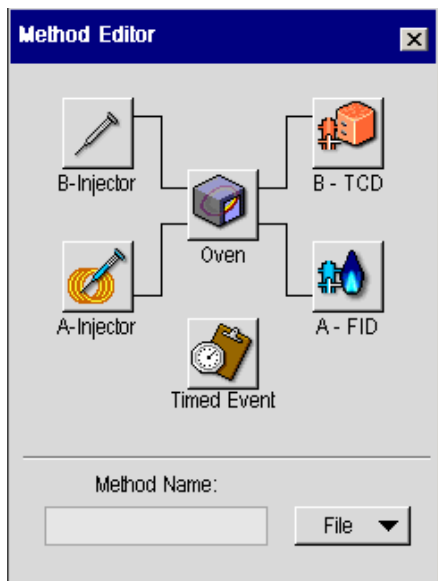 Method Editor
B-Injector
B - TCD
Oven
A-Injector
A - FID
Timed Event
Method Name:
File